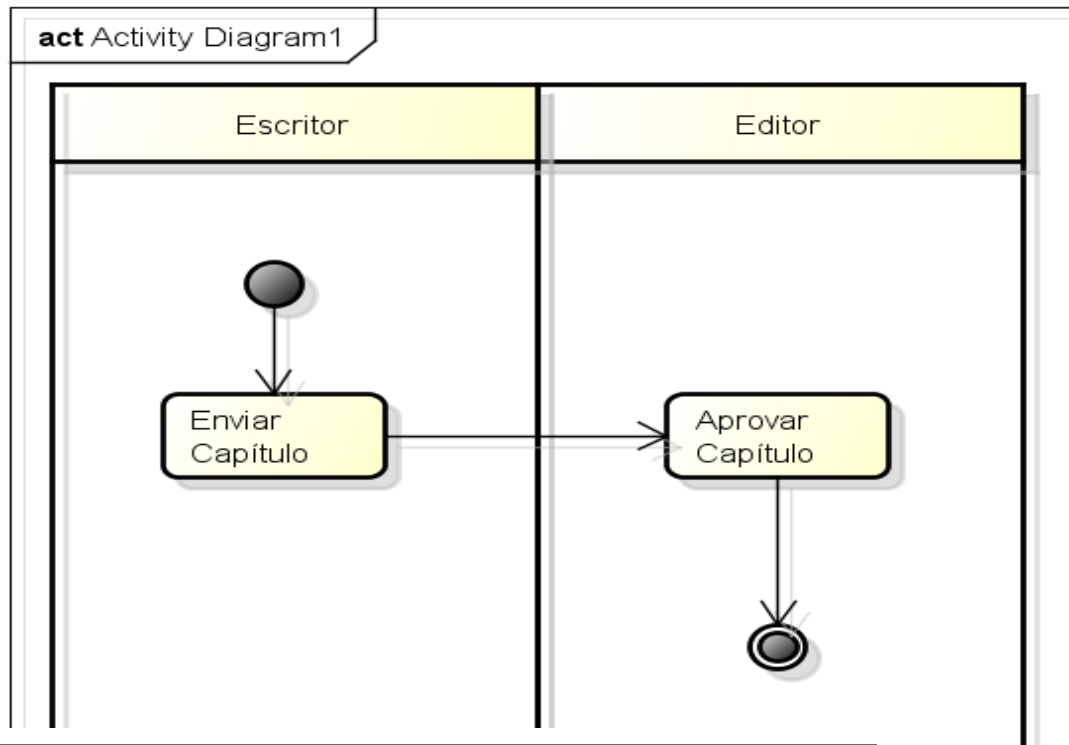 act Activity Diagram1
Escritor
Editor
Enviar
Capítulo
Aprovar
Capítulo